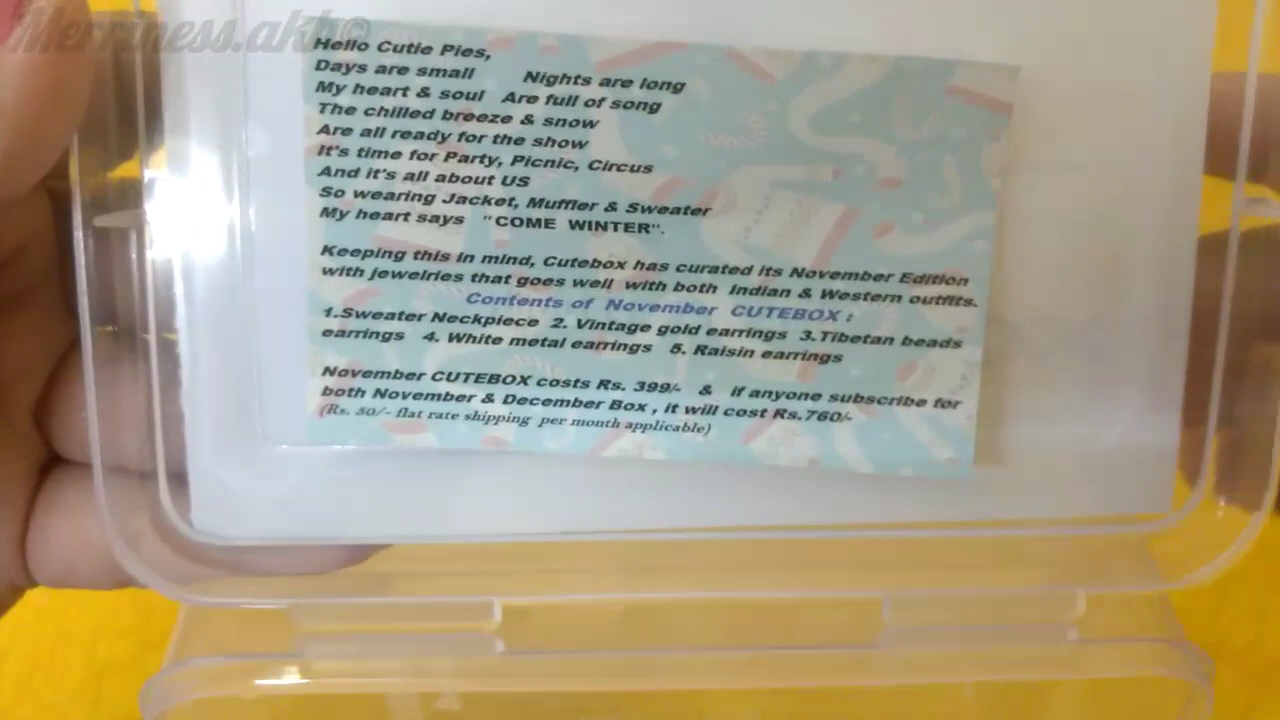 Merriness.akh©
Hello Cutie Pies,
Days are small Nights are long
My heart & soul Are full of song
The chilled breeze & snow
Are all ready for the show
It's time for Party, Picnic, Circus
And it's all about US
So wearing Jacket, Muffler & Sweater
My heart says "COME WINTER".
Keeping this in mind, Cutebox has curated its November Edition
with jewelries that goes well with both Indian & Western outfits.
Contents of November CUTEBOX :
1.Sweater Neckpiece 2. Vintage gold earrings 3.Tibetan beads
earrings 4. White metal earrings 5. Raisin earrings
November CUTEBOX costs Rs. 399/- & if anyone subscribe for
both November & December Box , it will cost Rs.760/-
(Rs. 50/- flat rate shipping per month applicable)